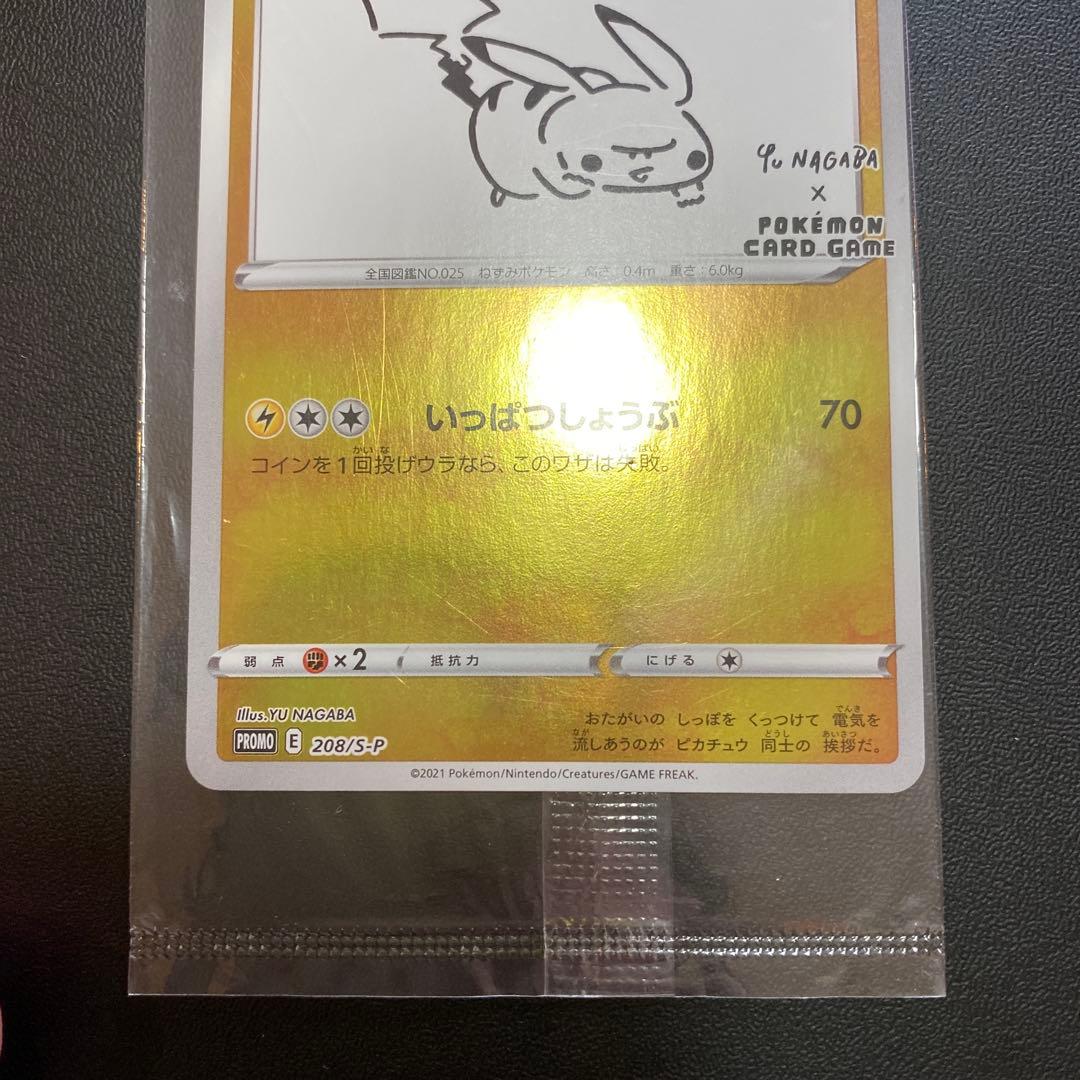 Yu NAGABA
×
POKÉMON
CARD GAME
全国図鑑NO.025 ねずみポケモン 高さ:0.4m 重さ:6.0kg
いっぱつしょうぶ 70
コインを1回投げウラなら、このワザは失敗。
弱点 ×2 抵抗力 にげる
Illus.YU NAGABA
PROMO E 208/S-P
おたがいの しっぽを くっつけて 電気を
流しあうのが ピカチュウ 同士の 挨拶だ。
©2021 Pokémon/Nintendo/Creatures/GAME FREAK.